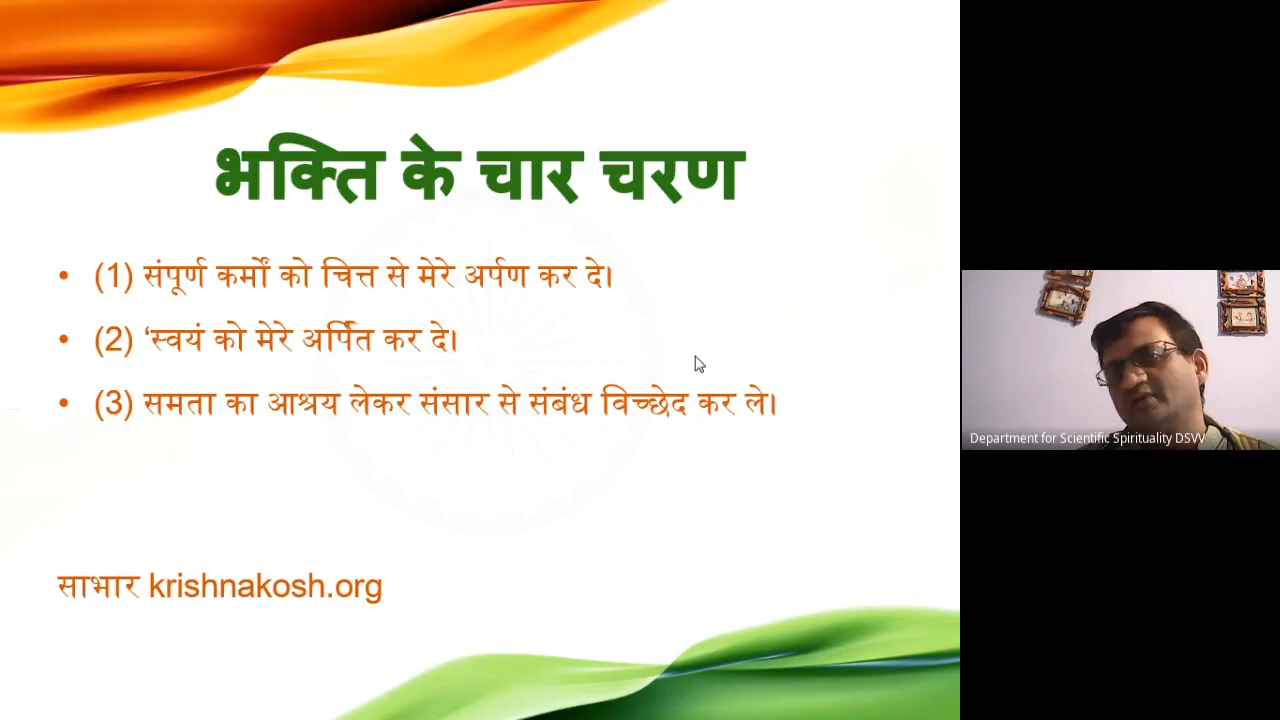 भक्ति के चार चरण
• (1) संपूर्ण कर्मों को चित्त से मेरे अर्पण कर दे।
• (2) ‘स्वयं को मेरे अर्पित कर दे।
• (3) समता का आश्रय लेकर संसार से संबंध विच्छेद कर ले।
साभार krishnakosh.org
Department for Scientific Spirituality DSVV